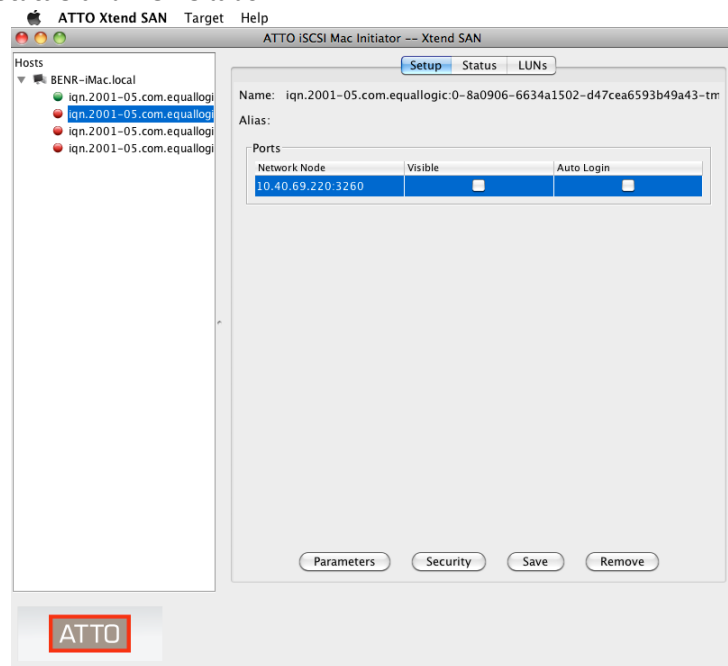 ATTO Xtend SAN Target Help
ATTO iSCSI Mac Initiator -- Xtend SAN
Hosts
BENR-iMac.local
iqn.2001-05.com.equallogi
iqn.2001-05.com.equallogi
iqn.2001-05.com.equallogi
iqn.2001-05.com.equallogi
Setup Status LUNs
Name: iqn.2001-05.com.equallogic:0-8a0906-6634a1502-d47cea6593b49a43-tm
Alias:
Ports
Network Node Visible Auto Login
10.40.69.220:3260
Parameters Security Save Remove
ATTO